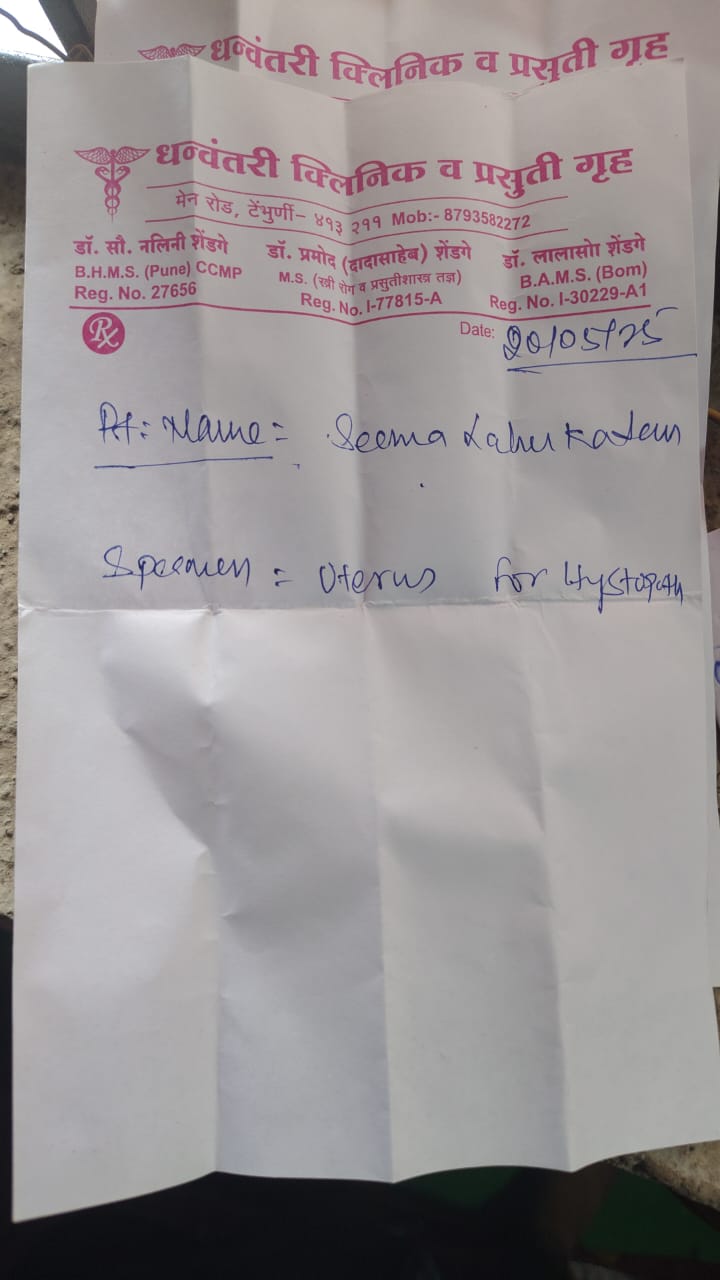 धन्वंतरी क्लिनिक व प्रसुती गृह
धन्वंतरी क्लिनिक व प्रसुती गृह
मेन रोड, टेंभुर्णी- ४१३ २११ Mob:- 8793582272
डॉ. सौ. नलिनी शेंडगे
B.H.M.S. (Pune) CCMP
Reg. No. 27656
डॉ. प्रमोद (दादासाहेब) शेंडगे
M.S. (स्त्री रोग व प्रसुतीशास्त्र तज्ञ)
Reg. No. I-77815-A
डॉ. लालासो शेंडगे
B.A.M.S. (Bom)
Reg. No. I-30229-A1
Rx
Date: 20/05/25
Pt: Name = Seema Lahu Kadam
Specimen = Uterus for Hystopath